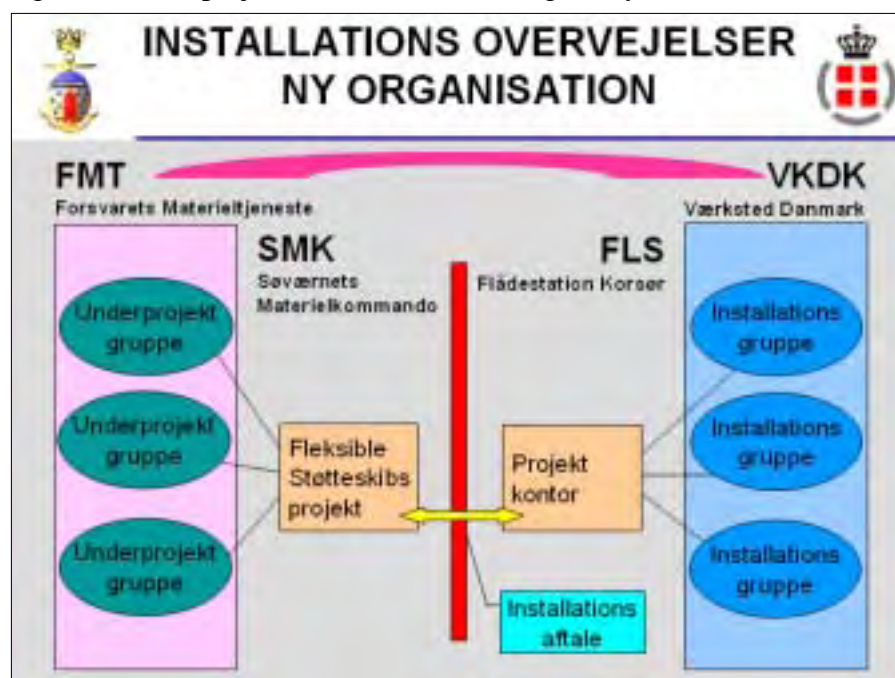 INSTALLATIONS OVERVEJELSER
NY ORGANISATION
FMT
Forsvarets Materieltjeneste
VKDK
Værksted Danmark
SMK
Søværnets
Materielkommando
FLS
Flådestation Korsør
Underprojekt
gruppe
Underprojekt
gruppe
Underprojekt
gruppe
Fleksible
Støtteskibs
projekt
Projekt
kontor
Installations
aftale
Installations
gruppe
Installations
gruppe
Installations
gruppe